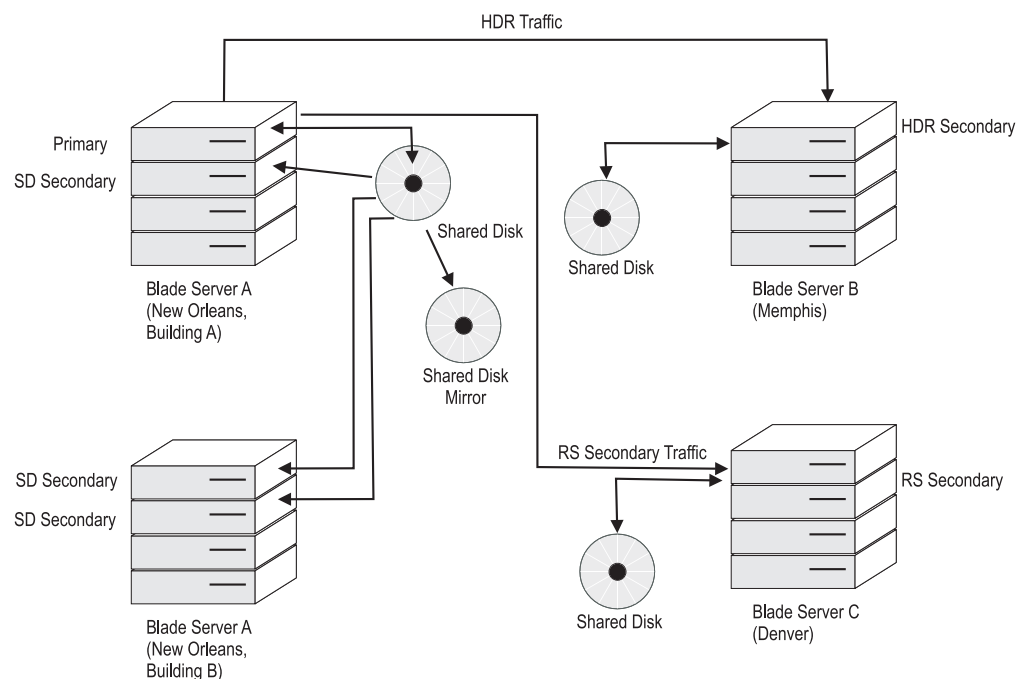 HDR Traffic
Primary
SD Secondary
HDR Secondary
Shared Disk
Shared Disk
Blade Server A
(New Orleans,
Building A)
Blade Server B
(Memphis)
Shared Disk
Mirror
SD Secondary
SD Secondary
RS Secondary Traffic
RS Secondary
Shared Disk
Blade Server A
(New Orleans,
Building B)
Blade Server C
(Denver)